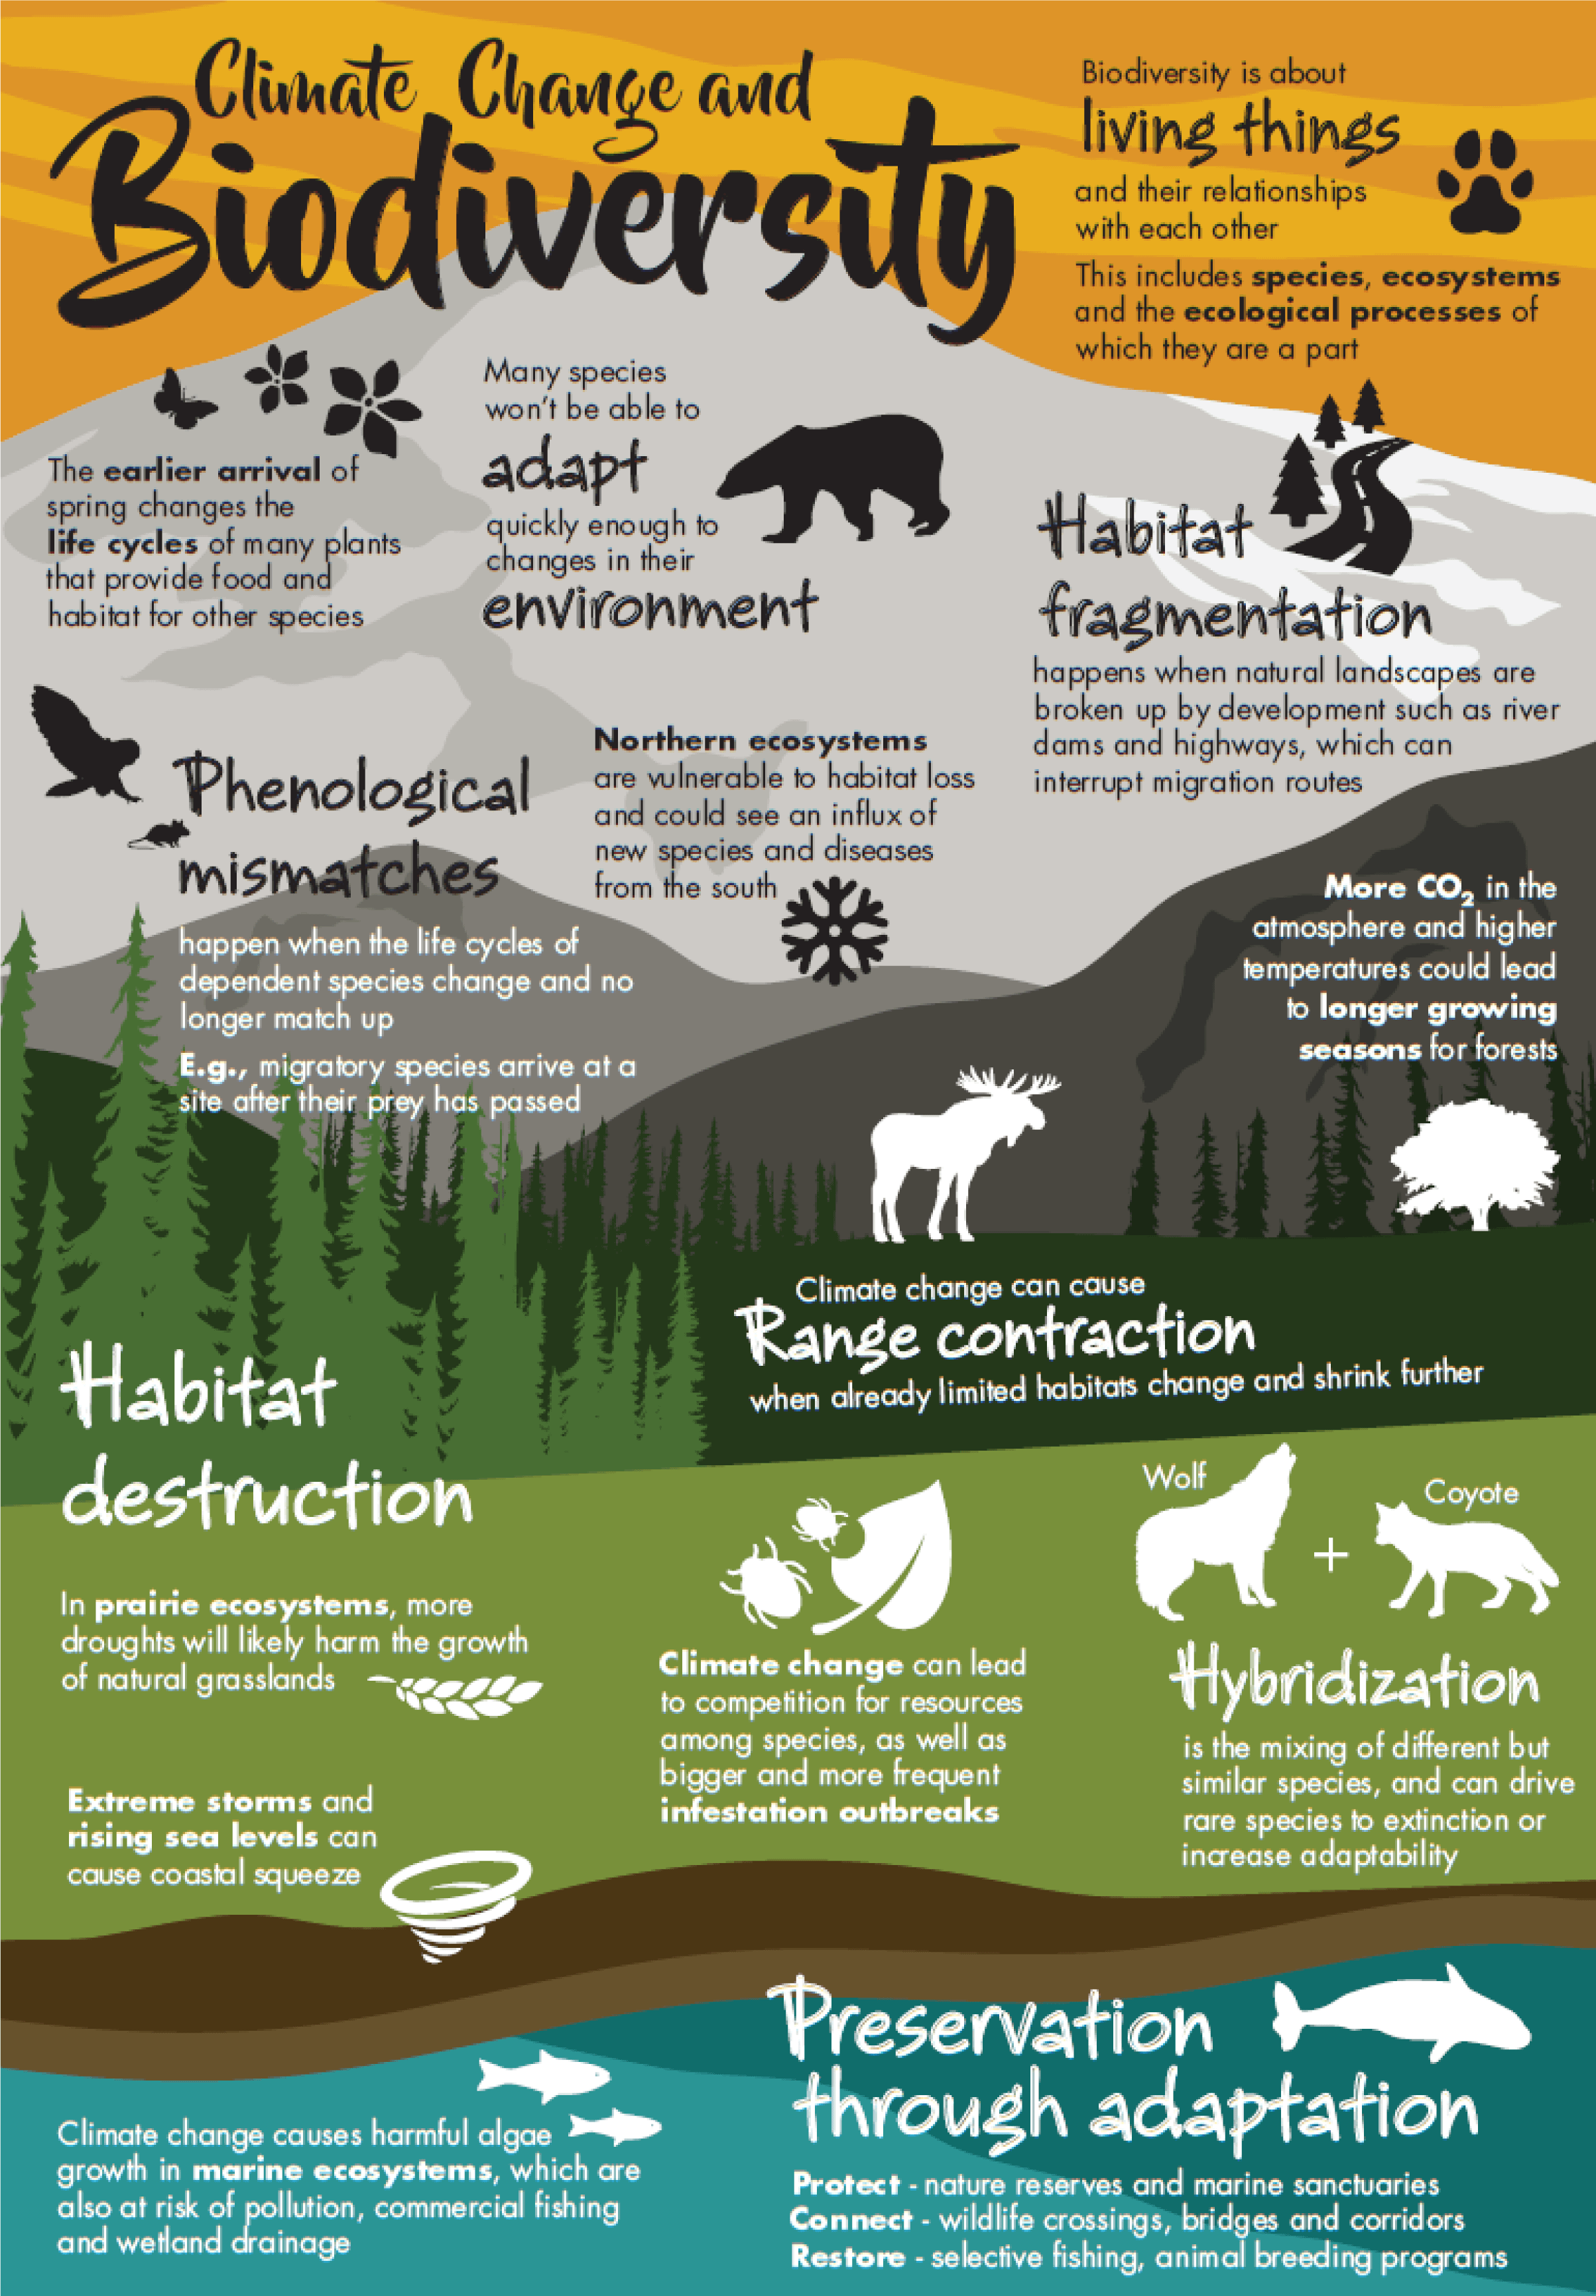 Climate Change and
Biodiversity
Biodiversity is about
living things
and their relationships
with each other
This includes species, ecosystems
and the ecological processes of
which they are a part
The earlier arrival of
spring changes the
life cycles of many plants
that provide food and
habitat for other species
Many species
won't be able to
adapt
quickly enough to
changes in their
environment
Habitat
fragmentation
happens when natural landscapes are
broken up by development such as river
dams and highways, which can
interrupt migration routes
Phenological
mismatches
happen when the life cycles of
dependent species change and no
longer match up
E.g., migratory species arrive at a
site after their prey has passed
Northern ecosystems
are vulnerable to habitat loss
and could see an influx of
new species and diseases
from the south
More CO₂ in the
atmosphere and higher
temperatures could lead
to longer growing
seasons for forests
Climate change can cause
Range contraction
when already limited habitats change and shrink further
Habitat
destruction
In prairie ecosystems, more
droughts will likely harm the growth
of natural grasslands
Extreme storms and
rising sea levels can
cause coastal squeeze
Climate change can lead
to competition for resources
among species, as well as
bigger and more frequent
infestation outbreaks
Wolf
+
Coyote
Hybridization
is the mixing of different but
similar species, and can drive
rare species to extinction or
increase adaptability
Climate change causes harmful algae
growth in marine ecosystems, which are
also at risk of pollution, commercial fishing
and wetland drainage
Preservation
through adaptation
Protect - nature reserves and marine sanctuaries
Connect - wildlife crossings, bridges and corridors
Restore - selective fishing, animal breeding programs